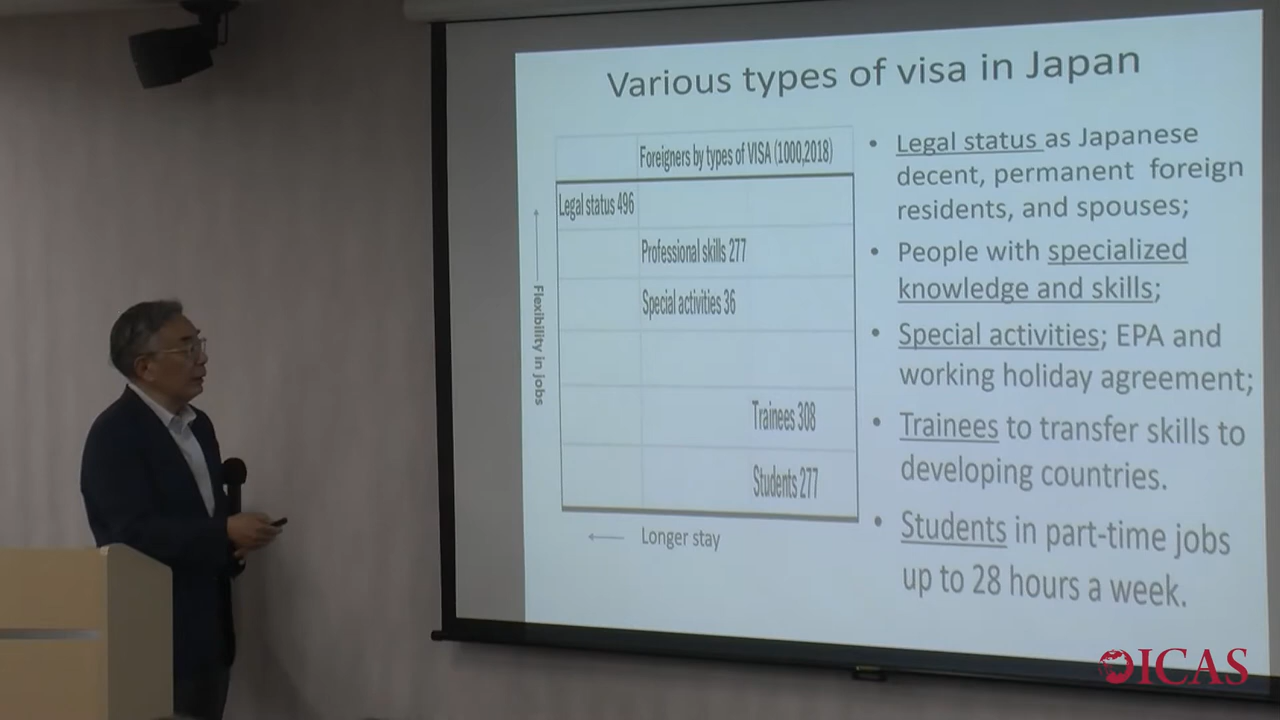 Various types of visa in Japan
Foreigners by types of VISA (1000,2018)
Legal status 496
Professional skills 277
Special activities 36
Trainees 308
Students 277
Flexibility in jobs
Longer stay
• Legal status as Japanese
decent, permanent foreign
residents, and spouses;
• People with specialized
knowledge and skills;
• Special activities; EPA and
working holiday agreement;
• Trainees to transfer skills to
developing countries.
• Students in part-time jobs
up to 28 hours a week.
ICAS